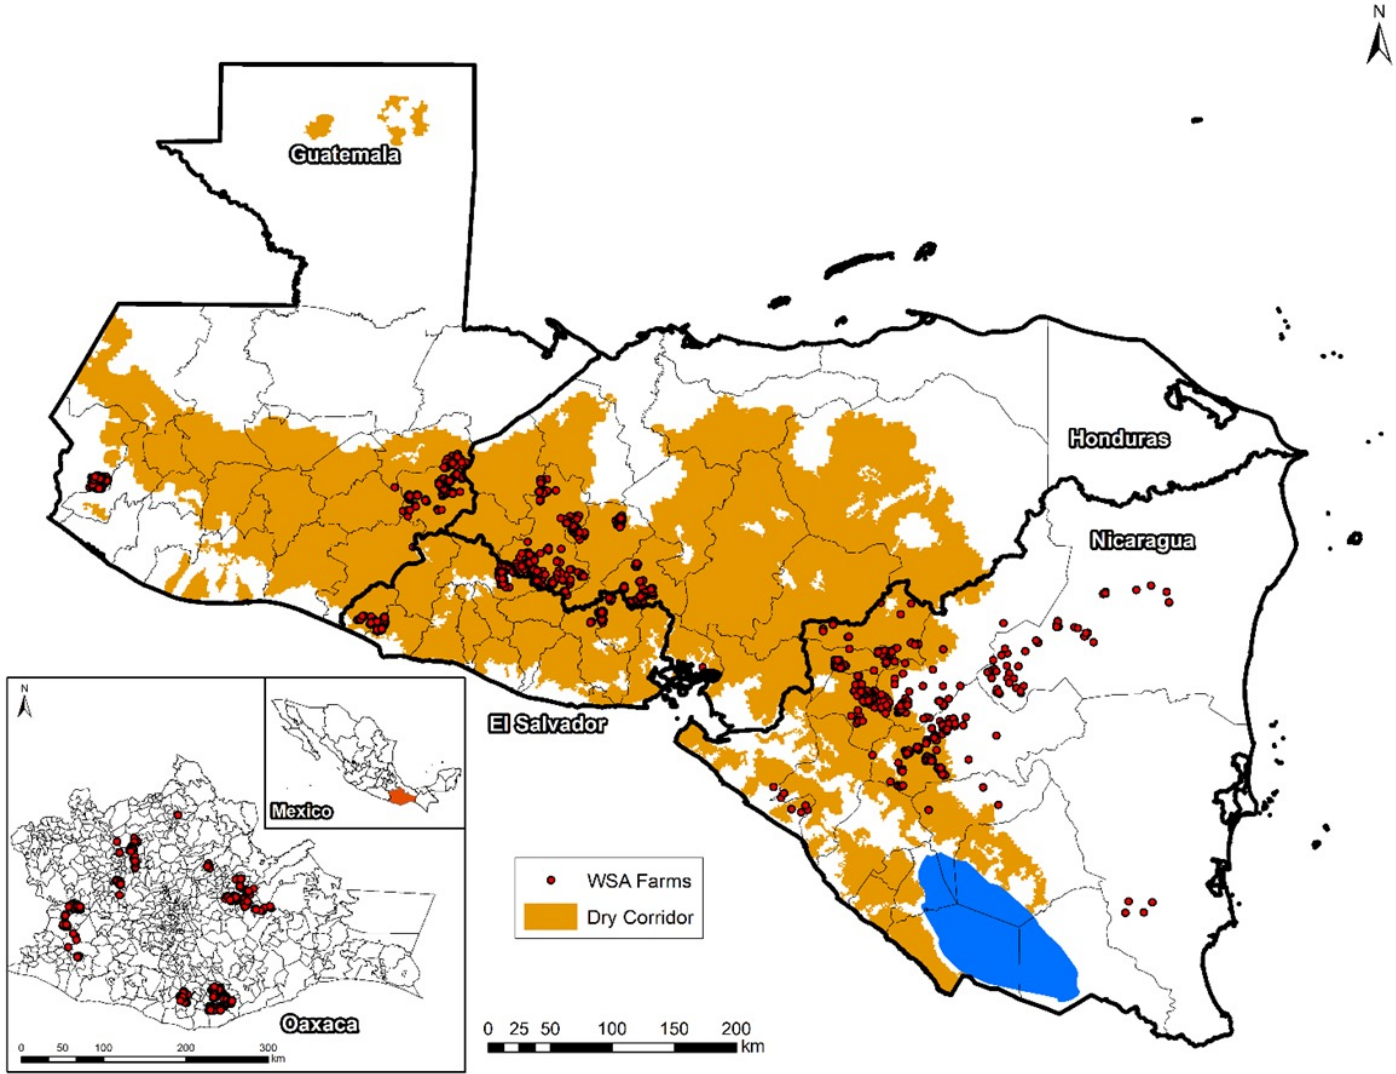 N
Guatemala
Honduras
Nicaragua
El Salvador
N
Mexico
Oaxaca
0 50 100 200 300
km
WSA Farms
Dry Corridor
0 25 50 100 150 200
km